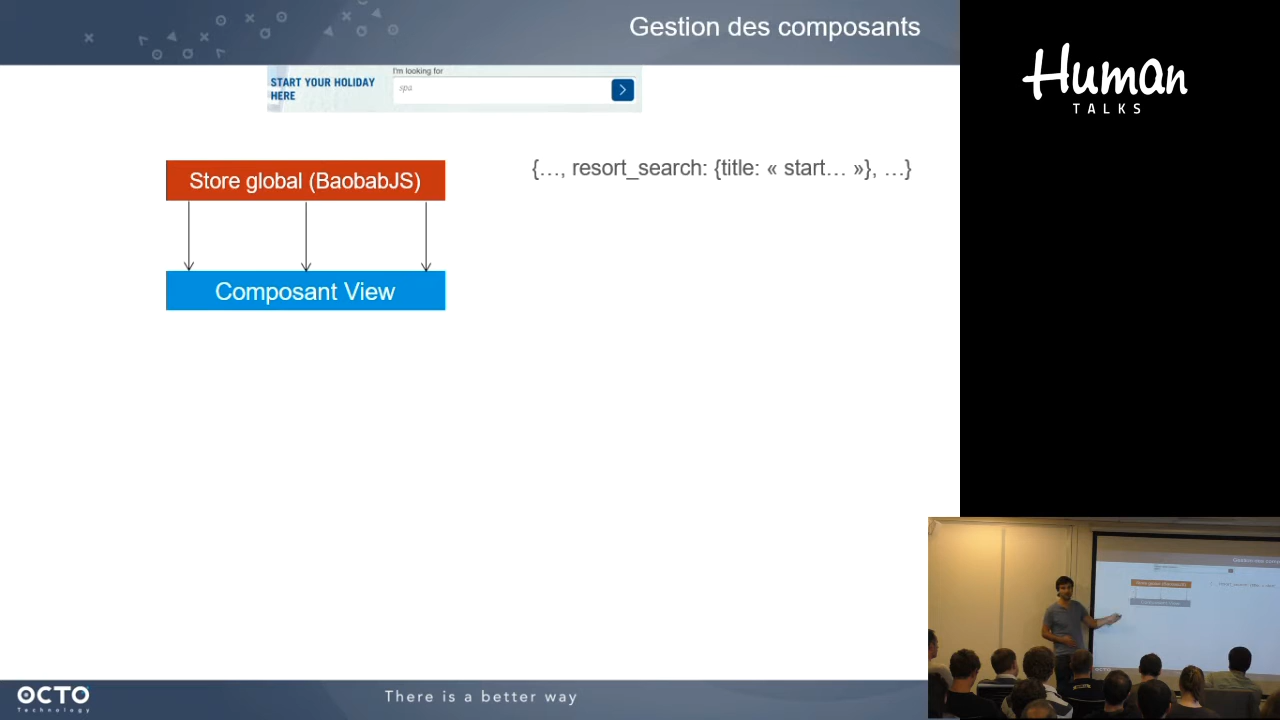 Gestion des composants
Human
TALKS
START YOUR HOLIDAY
HERE
I'm looking for
spa
Store global (BaobabJS)
{…, resort_search: {title: « start… »}, …}
Composant View
OCTO
Technology
There is a better way